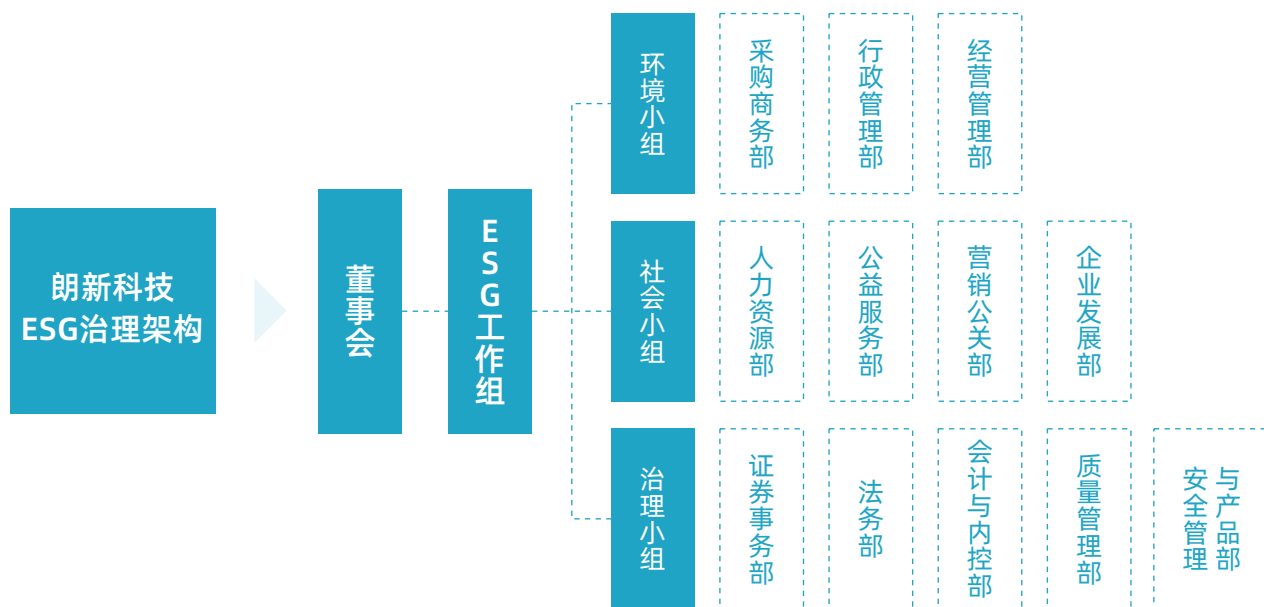 朗新科技
ESG治理架构
董事会
ESG工作组
环境小组
采购商务部
行政管理部
经营管理部
社会小组
人力资源部
公益服务部
营销公关部
企业发展部
治理小组
证券事务部
法务部
会计与内控部
质量管理部
安全管理
与产品部